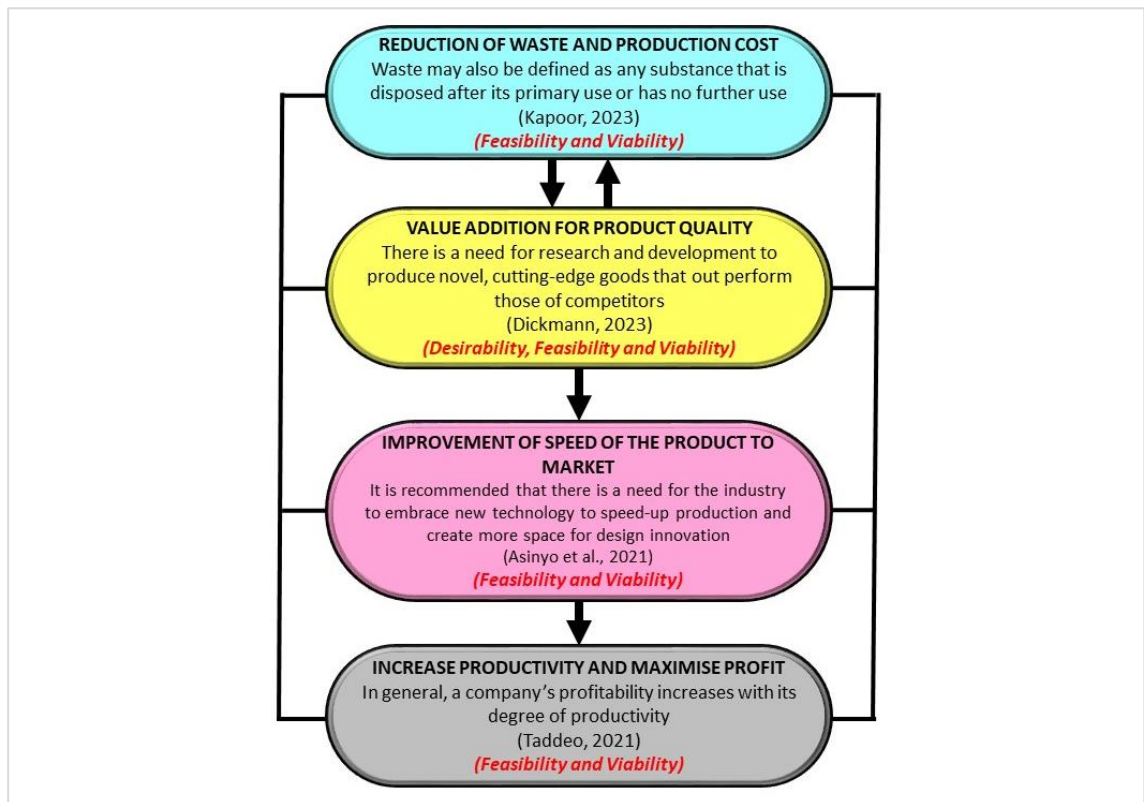 REDUCTION OF WASTE AND PRODUCTION COST
Waste may also be defined as any substance that is
disposed after its primary use or has no further use
(Kapoor, 2023)
(Feasibility and Viability)
VALUE ADDITION FOR PRODUCT QUALITY
There is a need for research and development to
produce novel, cutting-edge goods that out perform
those of competitors
(Dickmann, 2023)
(Desirability, Feasibility and Viability)
IMPROVEMENT OF SPEED OF THE PRODUCT TO
MARKET
It is recommended that there is a need for the industry
to embrace new technology to speed-up production and
create more space for design innovation
(Asinyo et al., 2021)
(Feasibility and Viability)
INCREASE PRODUCTIVITY AND MAXIMISE PROFIT
In general, a company’s profitability increases with its
degree of productivity
(Taddeo, 2021)
(Feasibility and Viability)